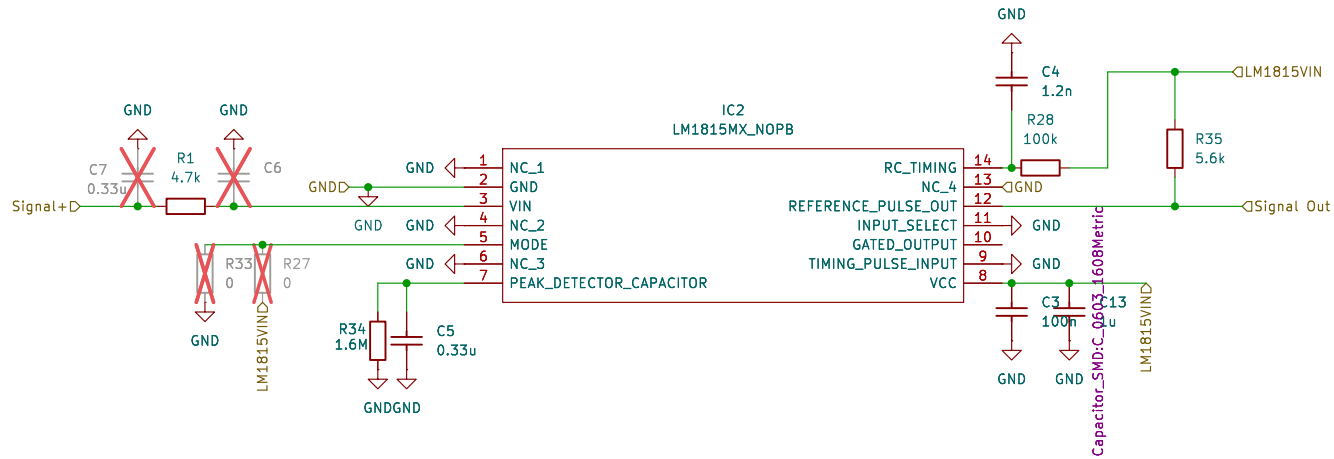 GND
C4
1.2n
LM1815VIN
IC2
LM1815MX_NOPB
GND
GND
R28
100k
R35
5.6k
C7
0.33u
R1
4.7k
C6
GND
1
NC_1
RC_TIMING
14
GND
2
GND
NC_4
13
GND
Signal+
3
VIN
REFERENCE_PULSE_OUT
12
Signal Out
GND
GND
4
NC_2
INPUT_SELECT
11
GND
5
MODE
GATED_OUTPUT
10
R33
0
R27
0
GND
6
NC_3
TIMING_PULSE_INPUT
9
GND
7
PEAK_DETECTOR_CAPACITOR
VCC
8
GND
LM1815VIN
R34
1.6M
C5
0.33u
GND
GND
C3
100n
C13
1u
Capacitor_SMD:C_0603_1608Metric
LM1815VIN
GND
GND